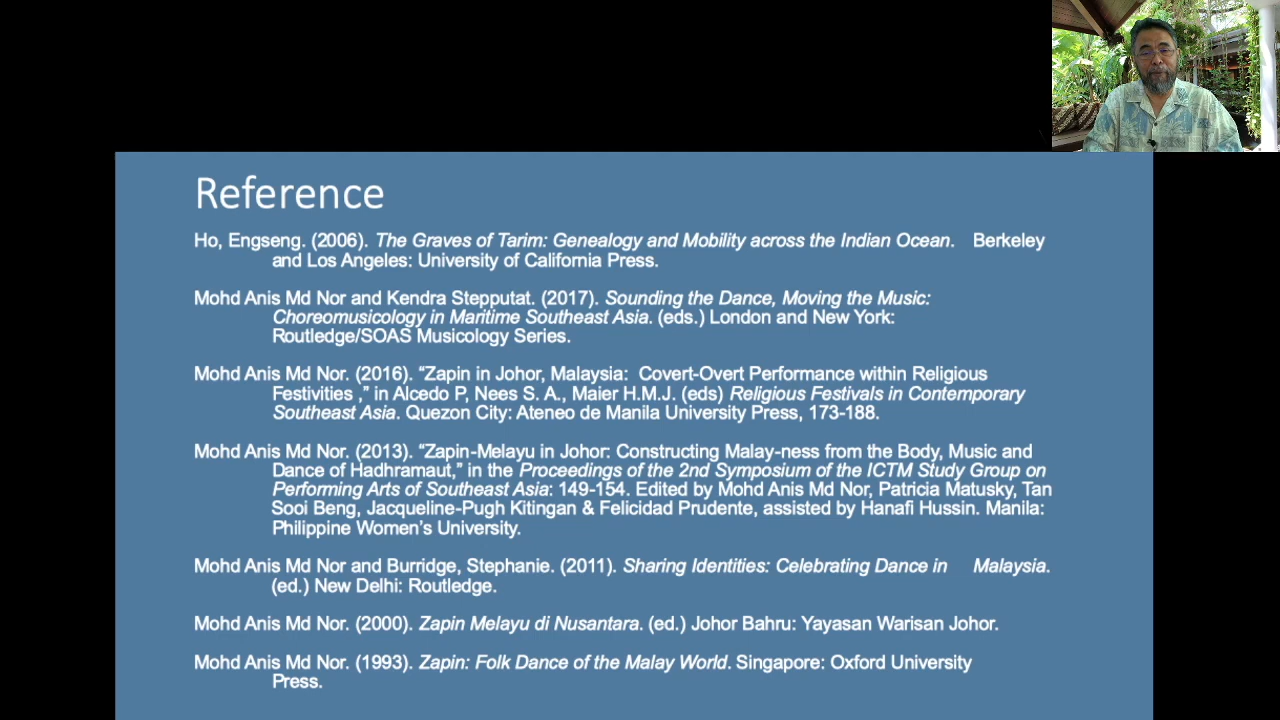 Reference
Ho, Engseng. (2006). The Graves of Tarim: Genealogy and Mobility across the Indian Ocean. Berkeley
and Los Angeles: University of California Press.
Mohd Anis Md Nor and Kendra Stepputat. (2017). Sounding the Dance, Moving the Music:
Choreomusicology in Maritime Southeast Asia. (eds.) London and New York:
Routledge/SOAS Musicology Series.
Mohd Anis Md Nor. (2016). “Zapin in Johor, Malaysia: Covert-Overt Performance within Religious
Festivities ,” in Alcedo P, Nees S. A., Maier H.M.J. (eds) Religious Festivals in Contemporary
Southeast Asia. Quezon City: Ateneo de Manila University Press, 173-188.
Mohd Anis Md Nor. (2013). “Zapin-Melayu in Johor: Constructing Malay-ness from the Body, Music and
Dance of Hadhramaut,” in the Proceedings of the 2nd Symposium of the ICTM Study Group on
Performing Arts of Southeast Asia: 149-154. Edited by Mohd Anis Md Nor, Patricia Matusky, Tan
Sooi Beng, Jacqueline-Pugh Kitingan & Felicidad Prudente, assisted by Hanafi Hussin. Manila:
Philippine Women’s University.
Mohd Anis Md Nor and Burridge, Stephanie. (2011). Sharing Identities: Celebrating Dance in Malaysia.
(ed.) New Delhi: Routledge.
Mohd Anis Md Nor. (2000). Zapin Melayu di Nusantara. (ed.) Johor Bahru: Yayasan Warisan Johor.
Mohd Anis Md Nor. (1993). Zapin: Folk Dance of the Malay World. Singapore: Oxford University
Press.